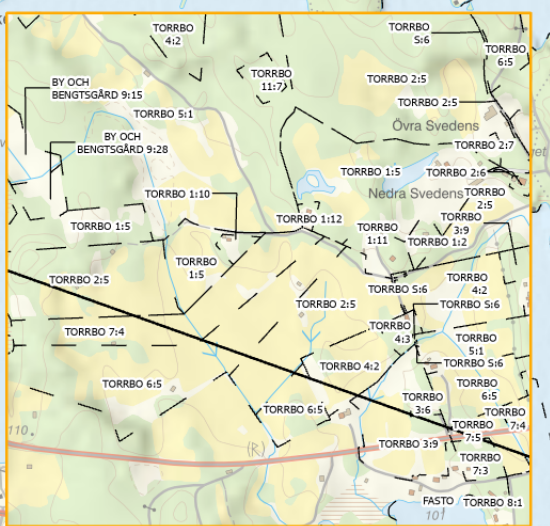 TORRBO
4:2
TORRBO
S:6
TORRBO
6:5
TORRBO
11:7
TORRBO 2:5
BY OCH
BENGTSGÅRD 9:15
TORRBO 2:5
TORRBO 5:1
Övra Svedens
BY OCH
BENGTSGÅRD 9:28
TORRBO 2:7
TORRBO 1:5
TORRBO 2:6
TORRBO 1:10
Nedra Svedens
TORRBO
2:5
TORRBO 1:12
TORRBO
3:9
TORRBO 1:5
TORRBO
1:11
TORRBO 1:2
TORRBO
1:5
TORRBO 2:5
TORRBO
4:2
TORRBO S:6
TORRBO 2:5
TORRBO S:6
TORRBO 7:4
TORRBO
4:3
TORRBO
5:1
TORRBO 4:2
TORRBO S:6
TORRBO 6:5
TORRBO
6:5
TORRBO
3:6
TORRBO 6:5
TORRBO
7:4
TORRBO
7:5
110
(R)
TORRBO 3:9
TORRBO
7:3
FASTO
TORRBO 8:1
101